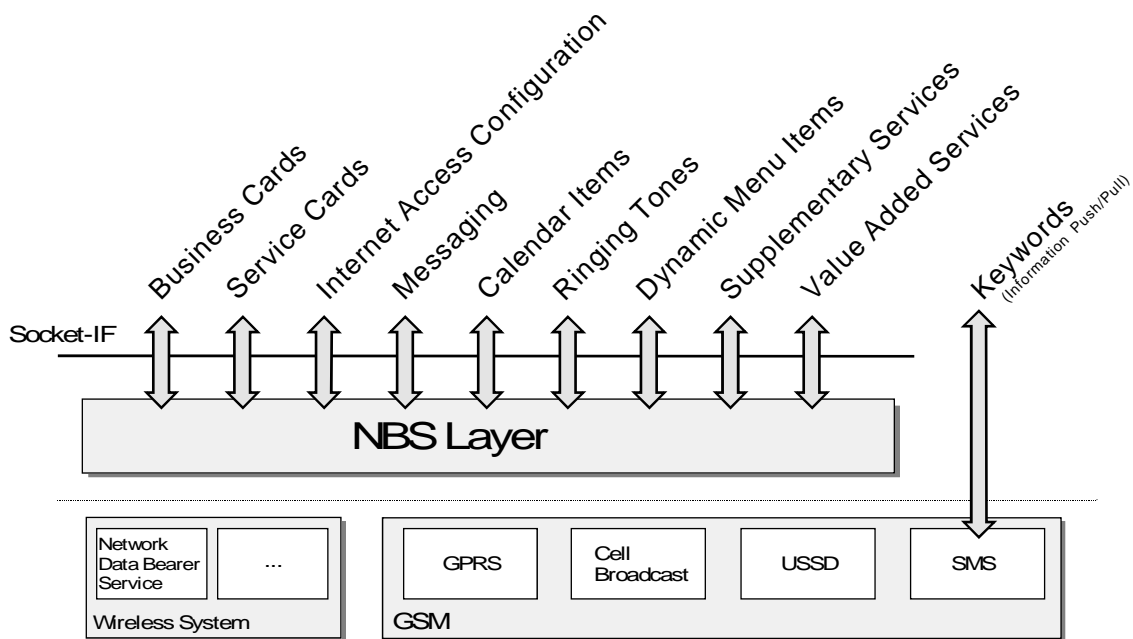 Business Cards
Service Cards
Internet Access Configuration
Messaging
Calendar Items
Ringing Tones
Dynamic Menu Items
Supplementary Services
Value Added Services
Keywords
(Information Push/Pull)
Socket-IF
NBS Layer
Network
Data Bearer
Service
...
Wireless System
GPRS
Cell
Broadcast
USSD
SMS
GSM